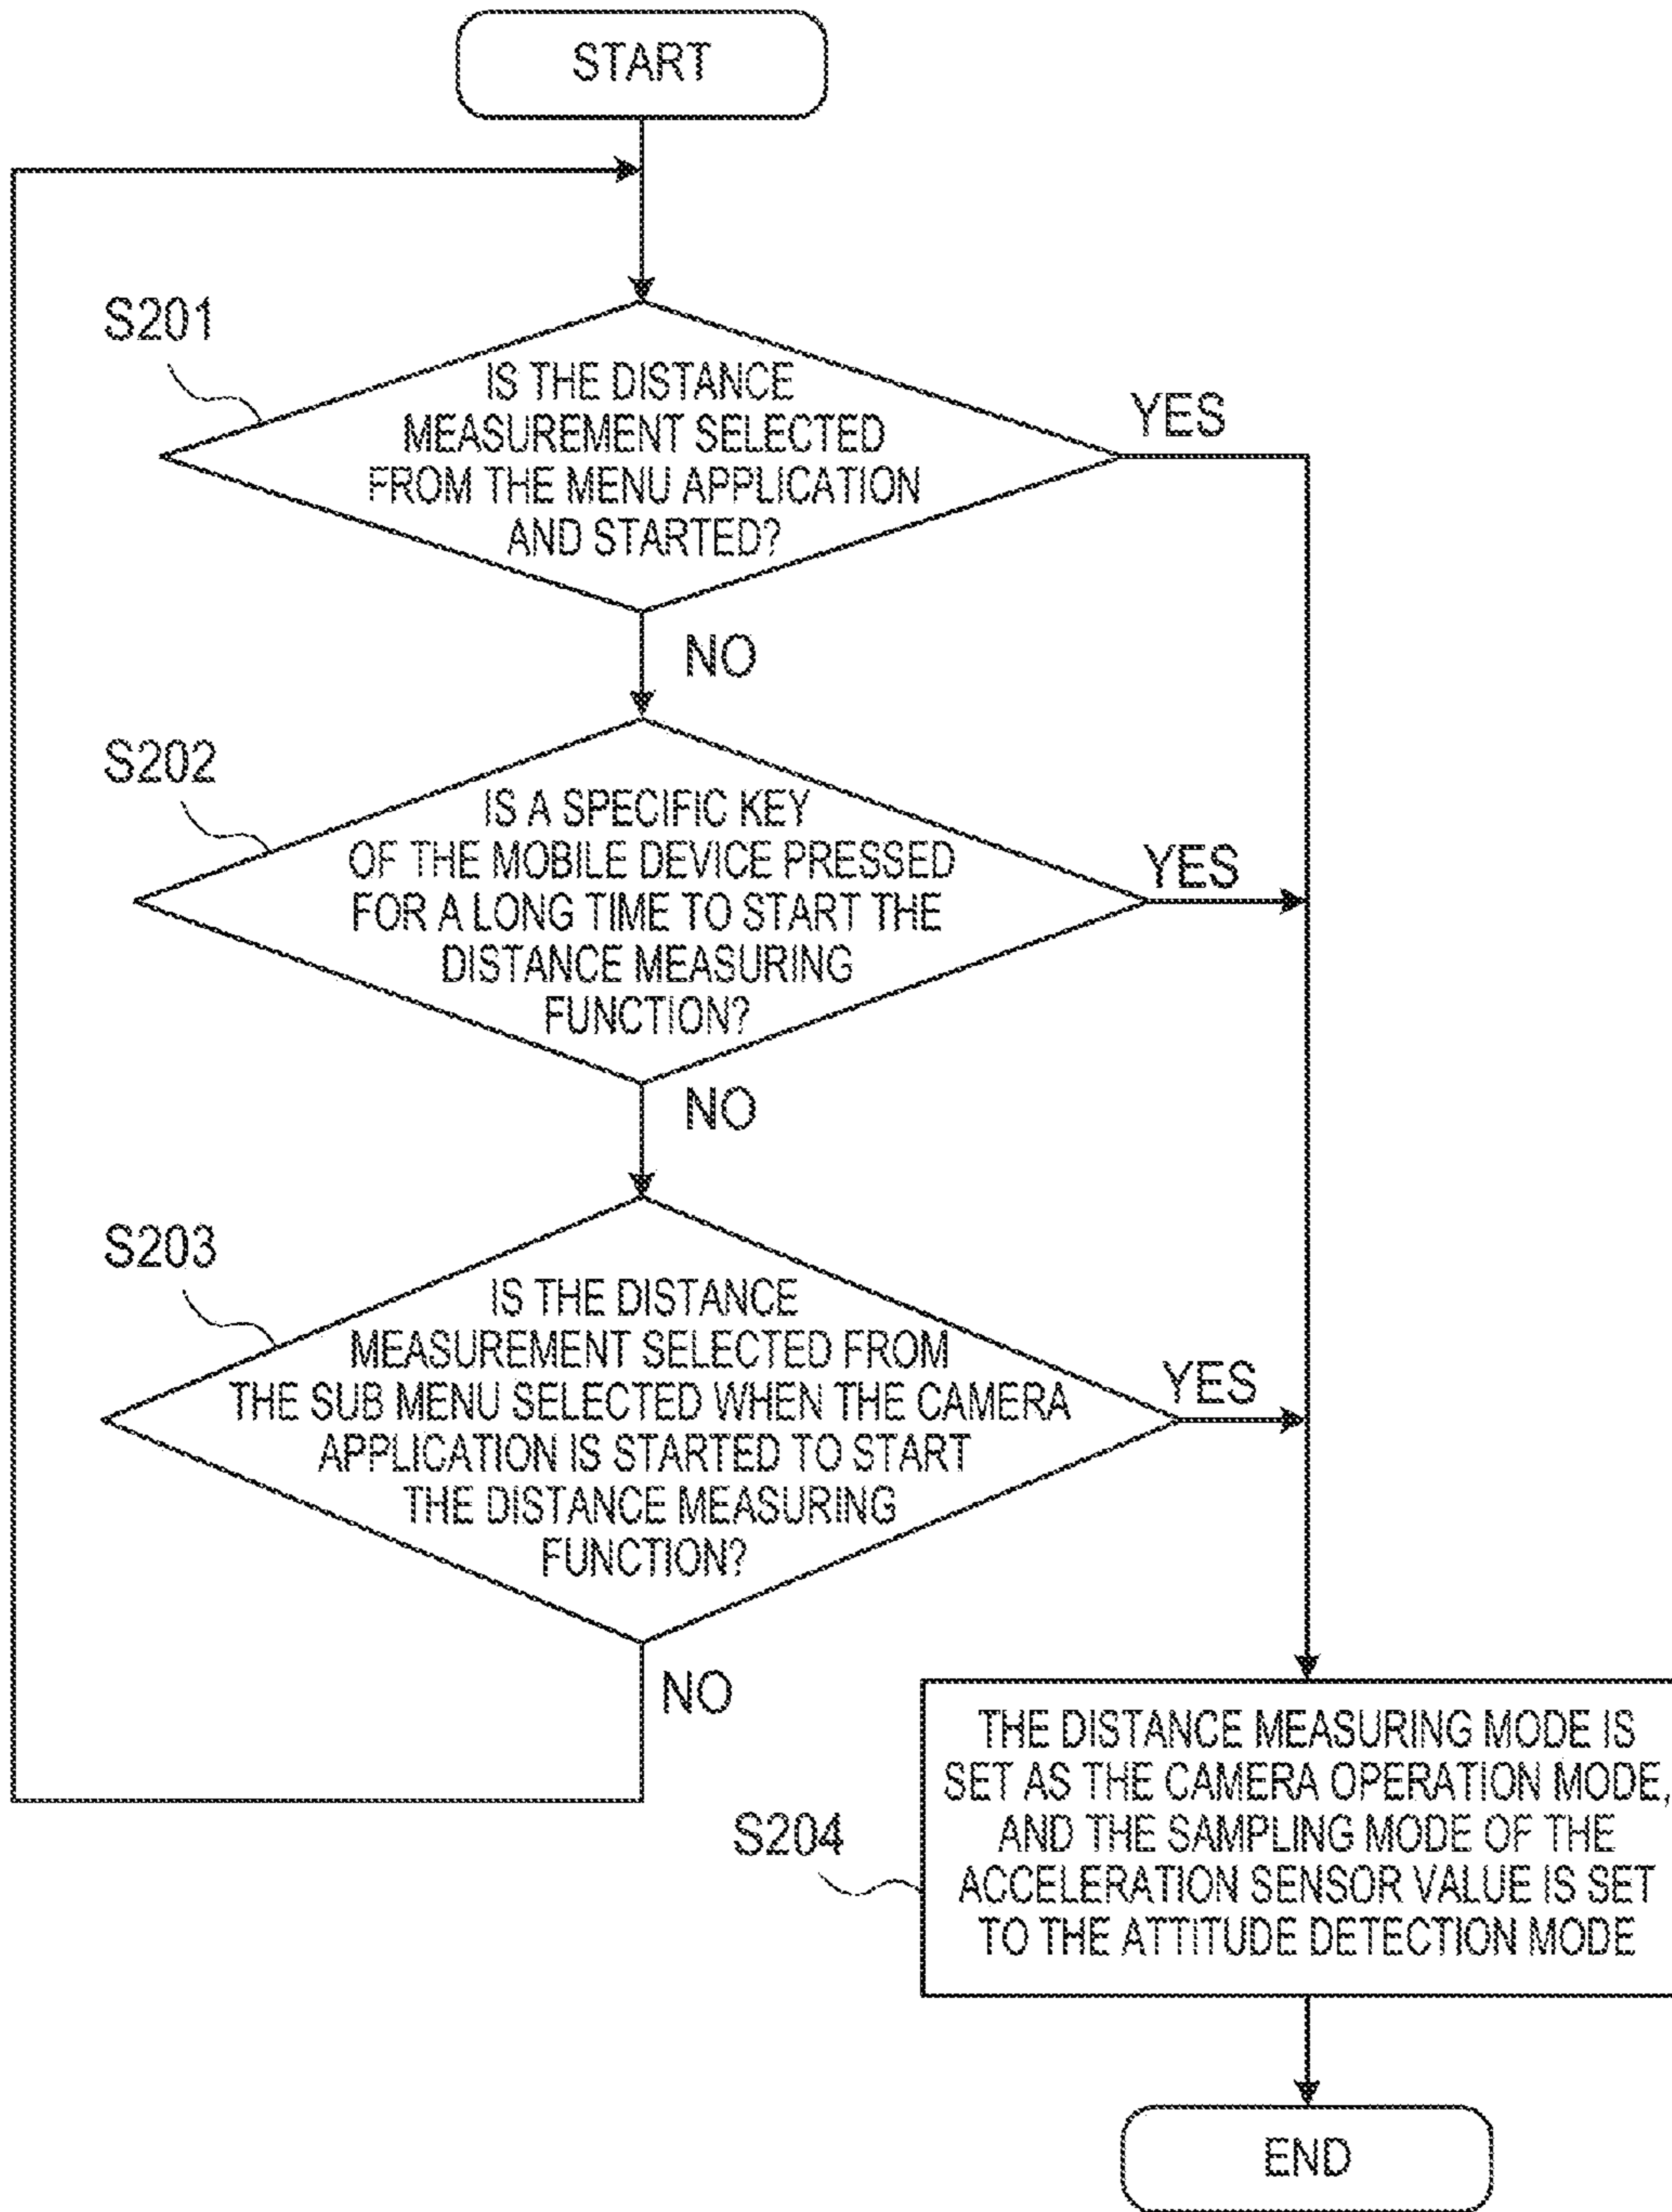 START
S201
IS THE DISTANCE
MEASUREMENT SELECTED
FROM THE MENU APPLICATION
AND STARTED?
YES
NO
S202
IS A SPECIFIC KEY
OF THE MOBILE DEVICE PRESSED
FOR A LONG TIME TO START THE
DISTANCE MEASURING
FUNCTION?
YES
NO
S203
IS THE DISTANCE
MEASUREMENT SELECTED FROM
THE SUB MENU SELECTED WHEN THE CAMERA
APPLICATION IS STARTED TO START
THE DISTANCE MEASURING
FUNCTION?
YES
NO
S204
THE DISTANCE MEASURING MODE IS
SET AS THE CAMERA OPERATION MODE,
AND THE SAMPLING MODE OF THE
ACCELERATION SENSOR VALUE IS SET
TO THE ATTITUDE DETECTION MODE
END